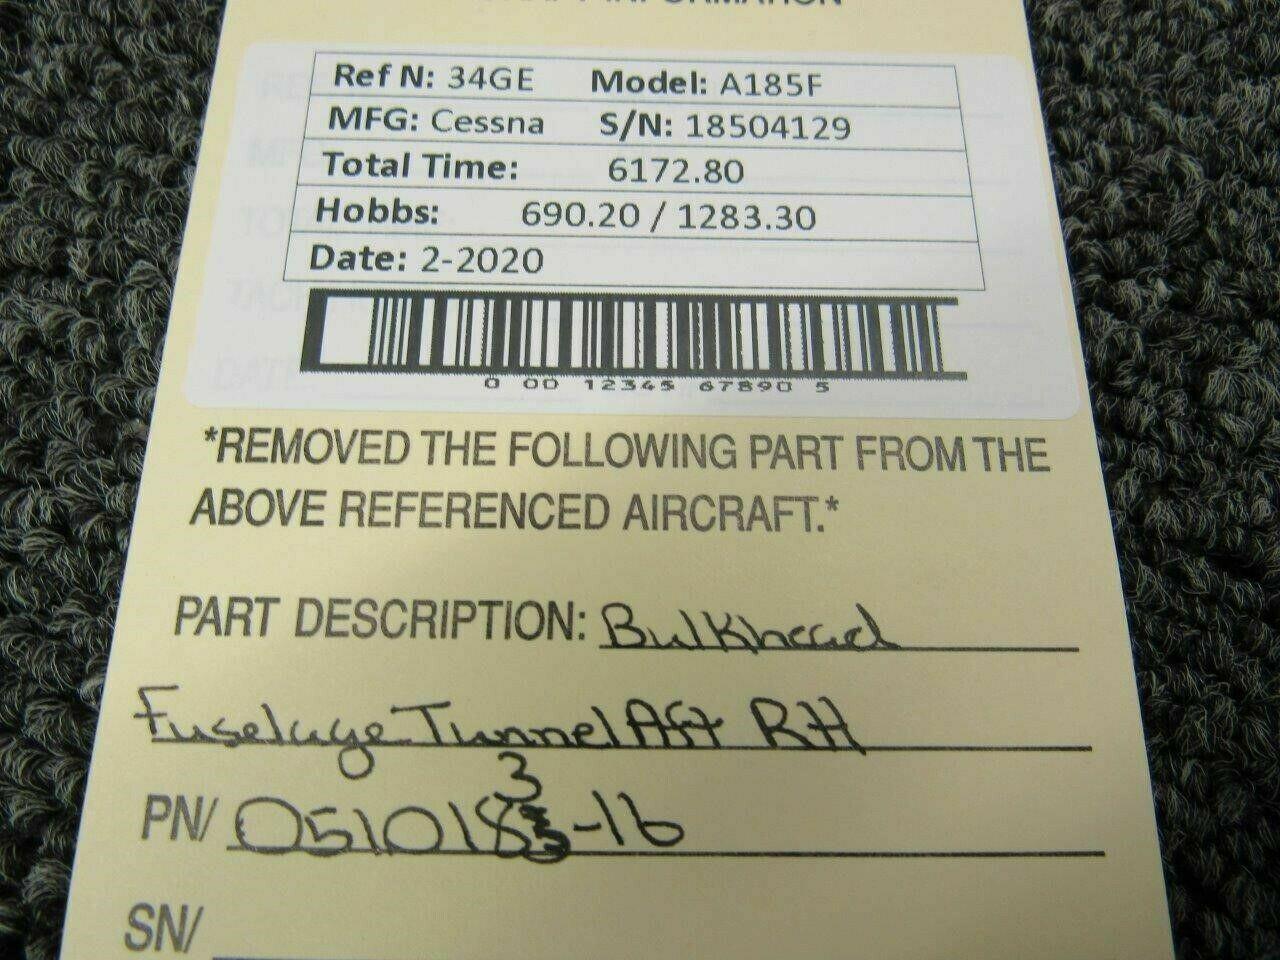 INFORMATION
Ref N: 34GE Model: A185F
MFG: Cessna S/N: 18504129
Total Time: 6172.80
Hobbs: 690.20 / 1283.30
Date: 2-2020
0 00 12345 67890 5
*REMOVED THE FOLLOWING PART FROM THE
ABOVE REFERENCED AIRCRAFT.*
PART DESCRIPTION: Bulkhead
Fuselage Tunnel Aft RH
PN/ 0510183-16
SN/